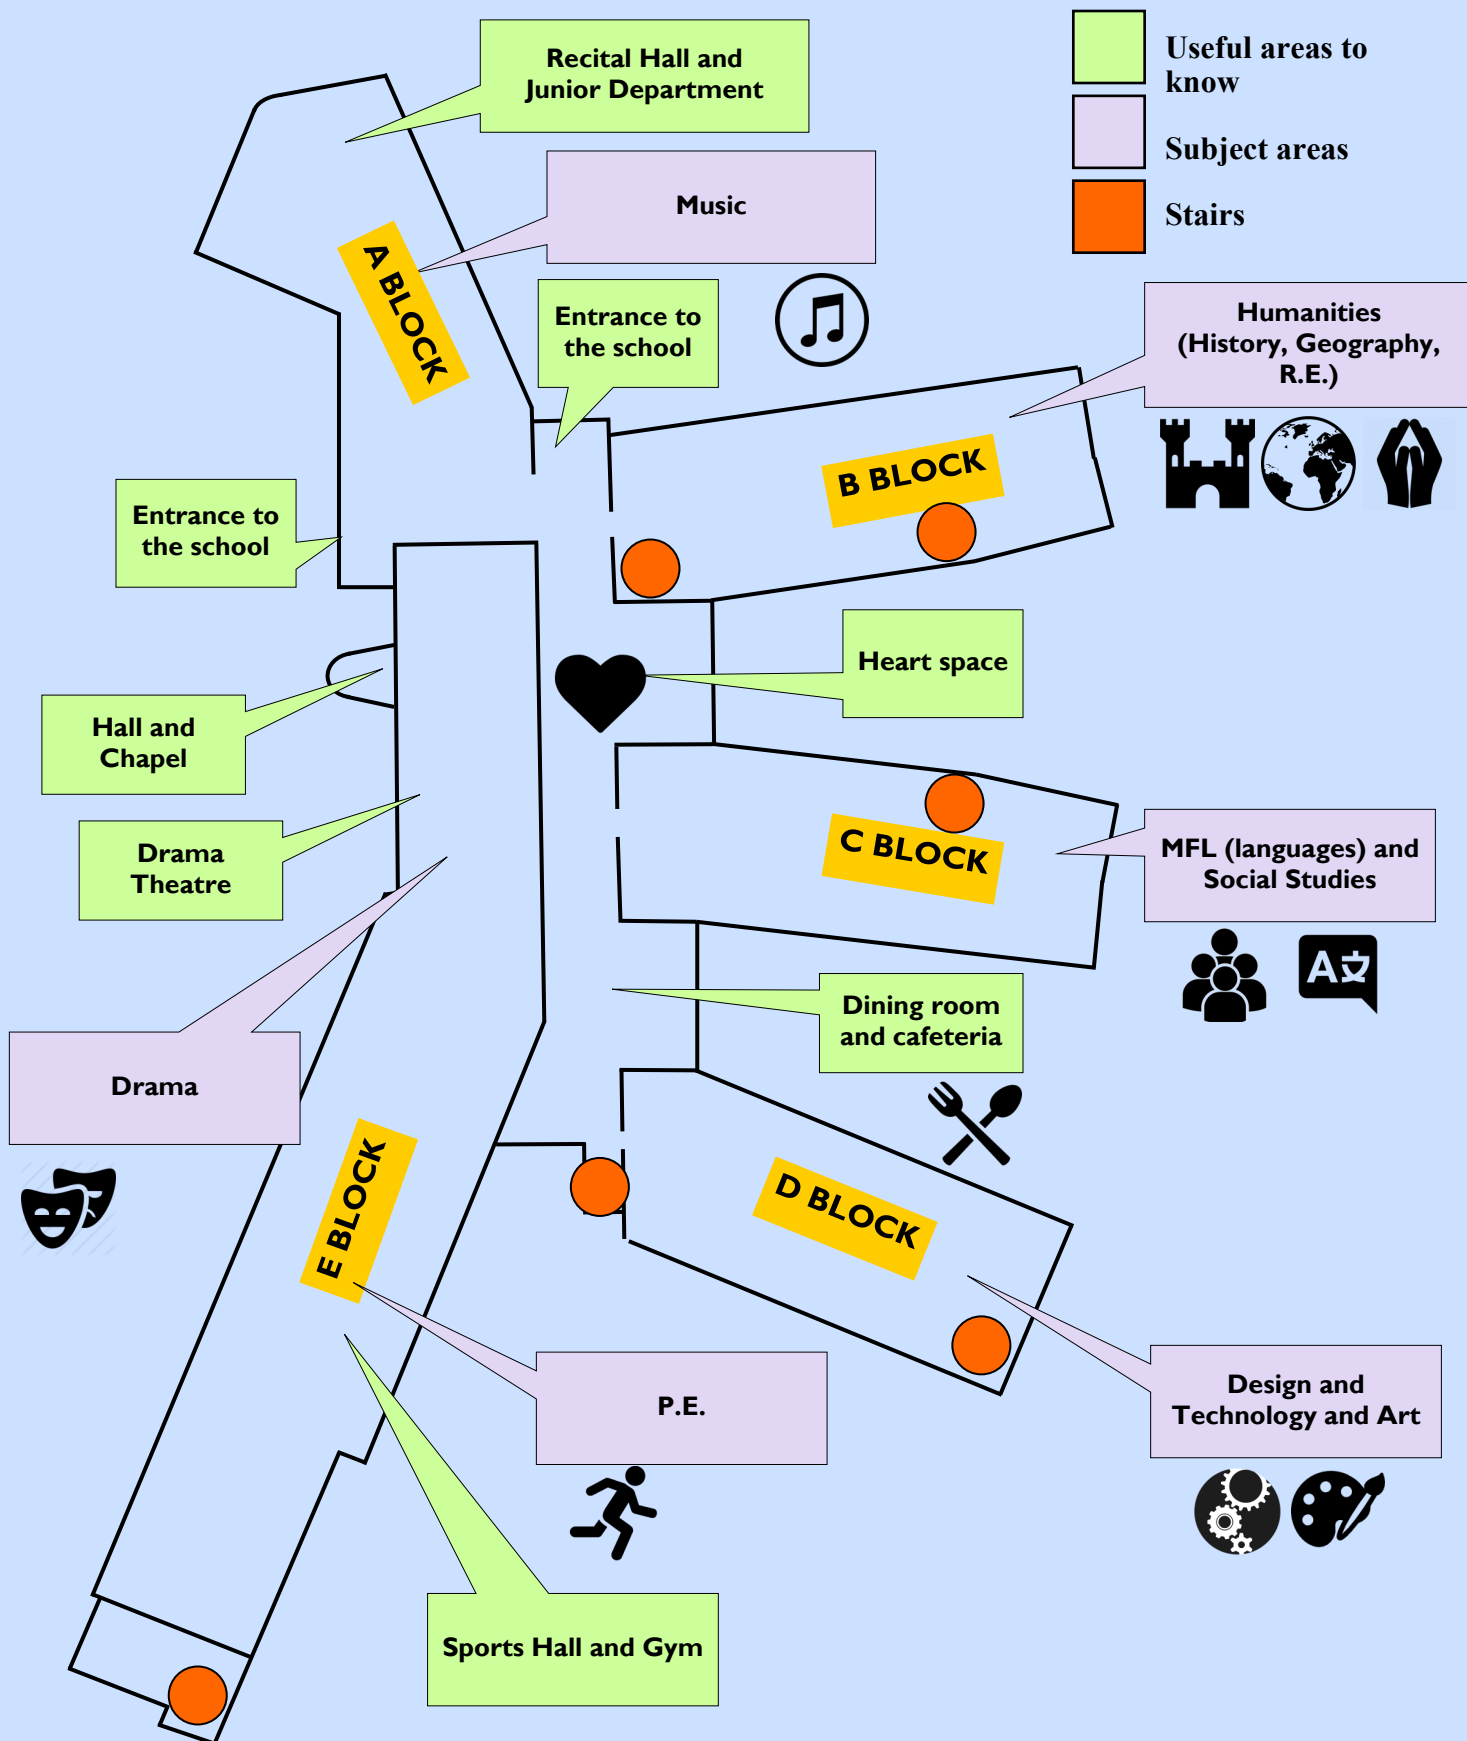 Recital Hall and
Junior Department
Useful areas to
know
Subject areas
Stairs
Music
A BLOCK
Entrance to
the school
Humanities
(History, Geography,
R.E.)
B BLOCK
Entrance to
the school
Heart space
Hall and
Chapel
Drama
Theatre
C BLOCK
MFL (languages) and
Social Studies
A
Dining room
and cafeteria
Drama
E BLOCK
D BLOCK
P.E.
Design and
Technology and Art
Sports Hall and Gym